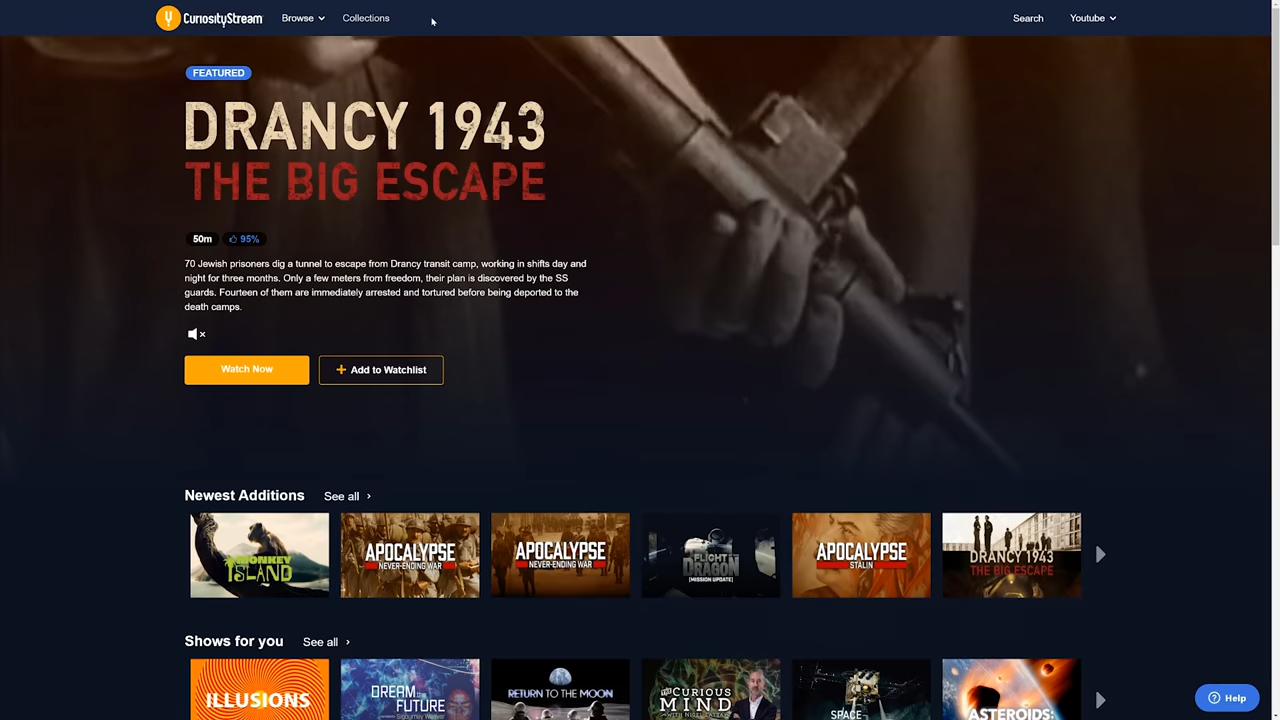 CuriosityStream
Browse
Collections
Search
Youtube
FEATURED
DRANCY 1943
THE BIG ESCAPE
50m
95%
70 Jewish prisoners dig a tunnel to escape from Drancy transit camp, working in shifts day and
night for three months. Only a few meters from freedom, their plan is discovered by the SS
guards. Fourteen of them are immediately arrested and tortured before being deported to the
death camps.
Watch Now
+ Add to Watchlist
Newest Additions
See all >
MONKEY
ISLAND
APOCALYPSE
NEVER-ENDING WAR
APOCALYPSE
NEVER-ENDING WAR
FLIGHT
DRAGON
[MISSION UPDATE]
APOCALYPSE
STALIN
DRANCY 1943
THE BIG ESCAPE
Shows for you
See all >
ILLUSIONS
DREAM THE
FUTURE
RETURN TO THE MOON
CURIOUS
MIND
SPACE
ASTEROIDS:
Help